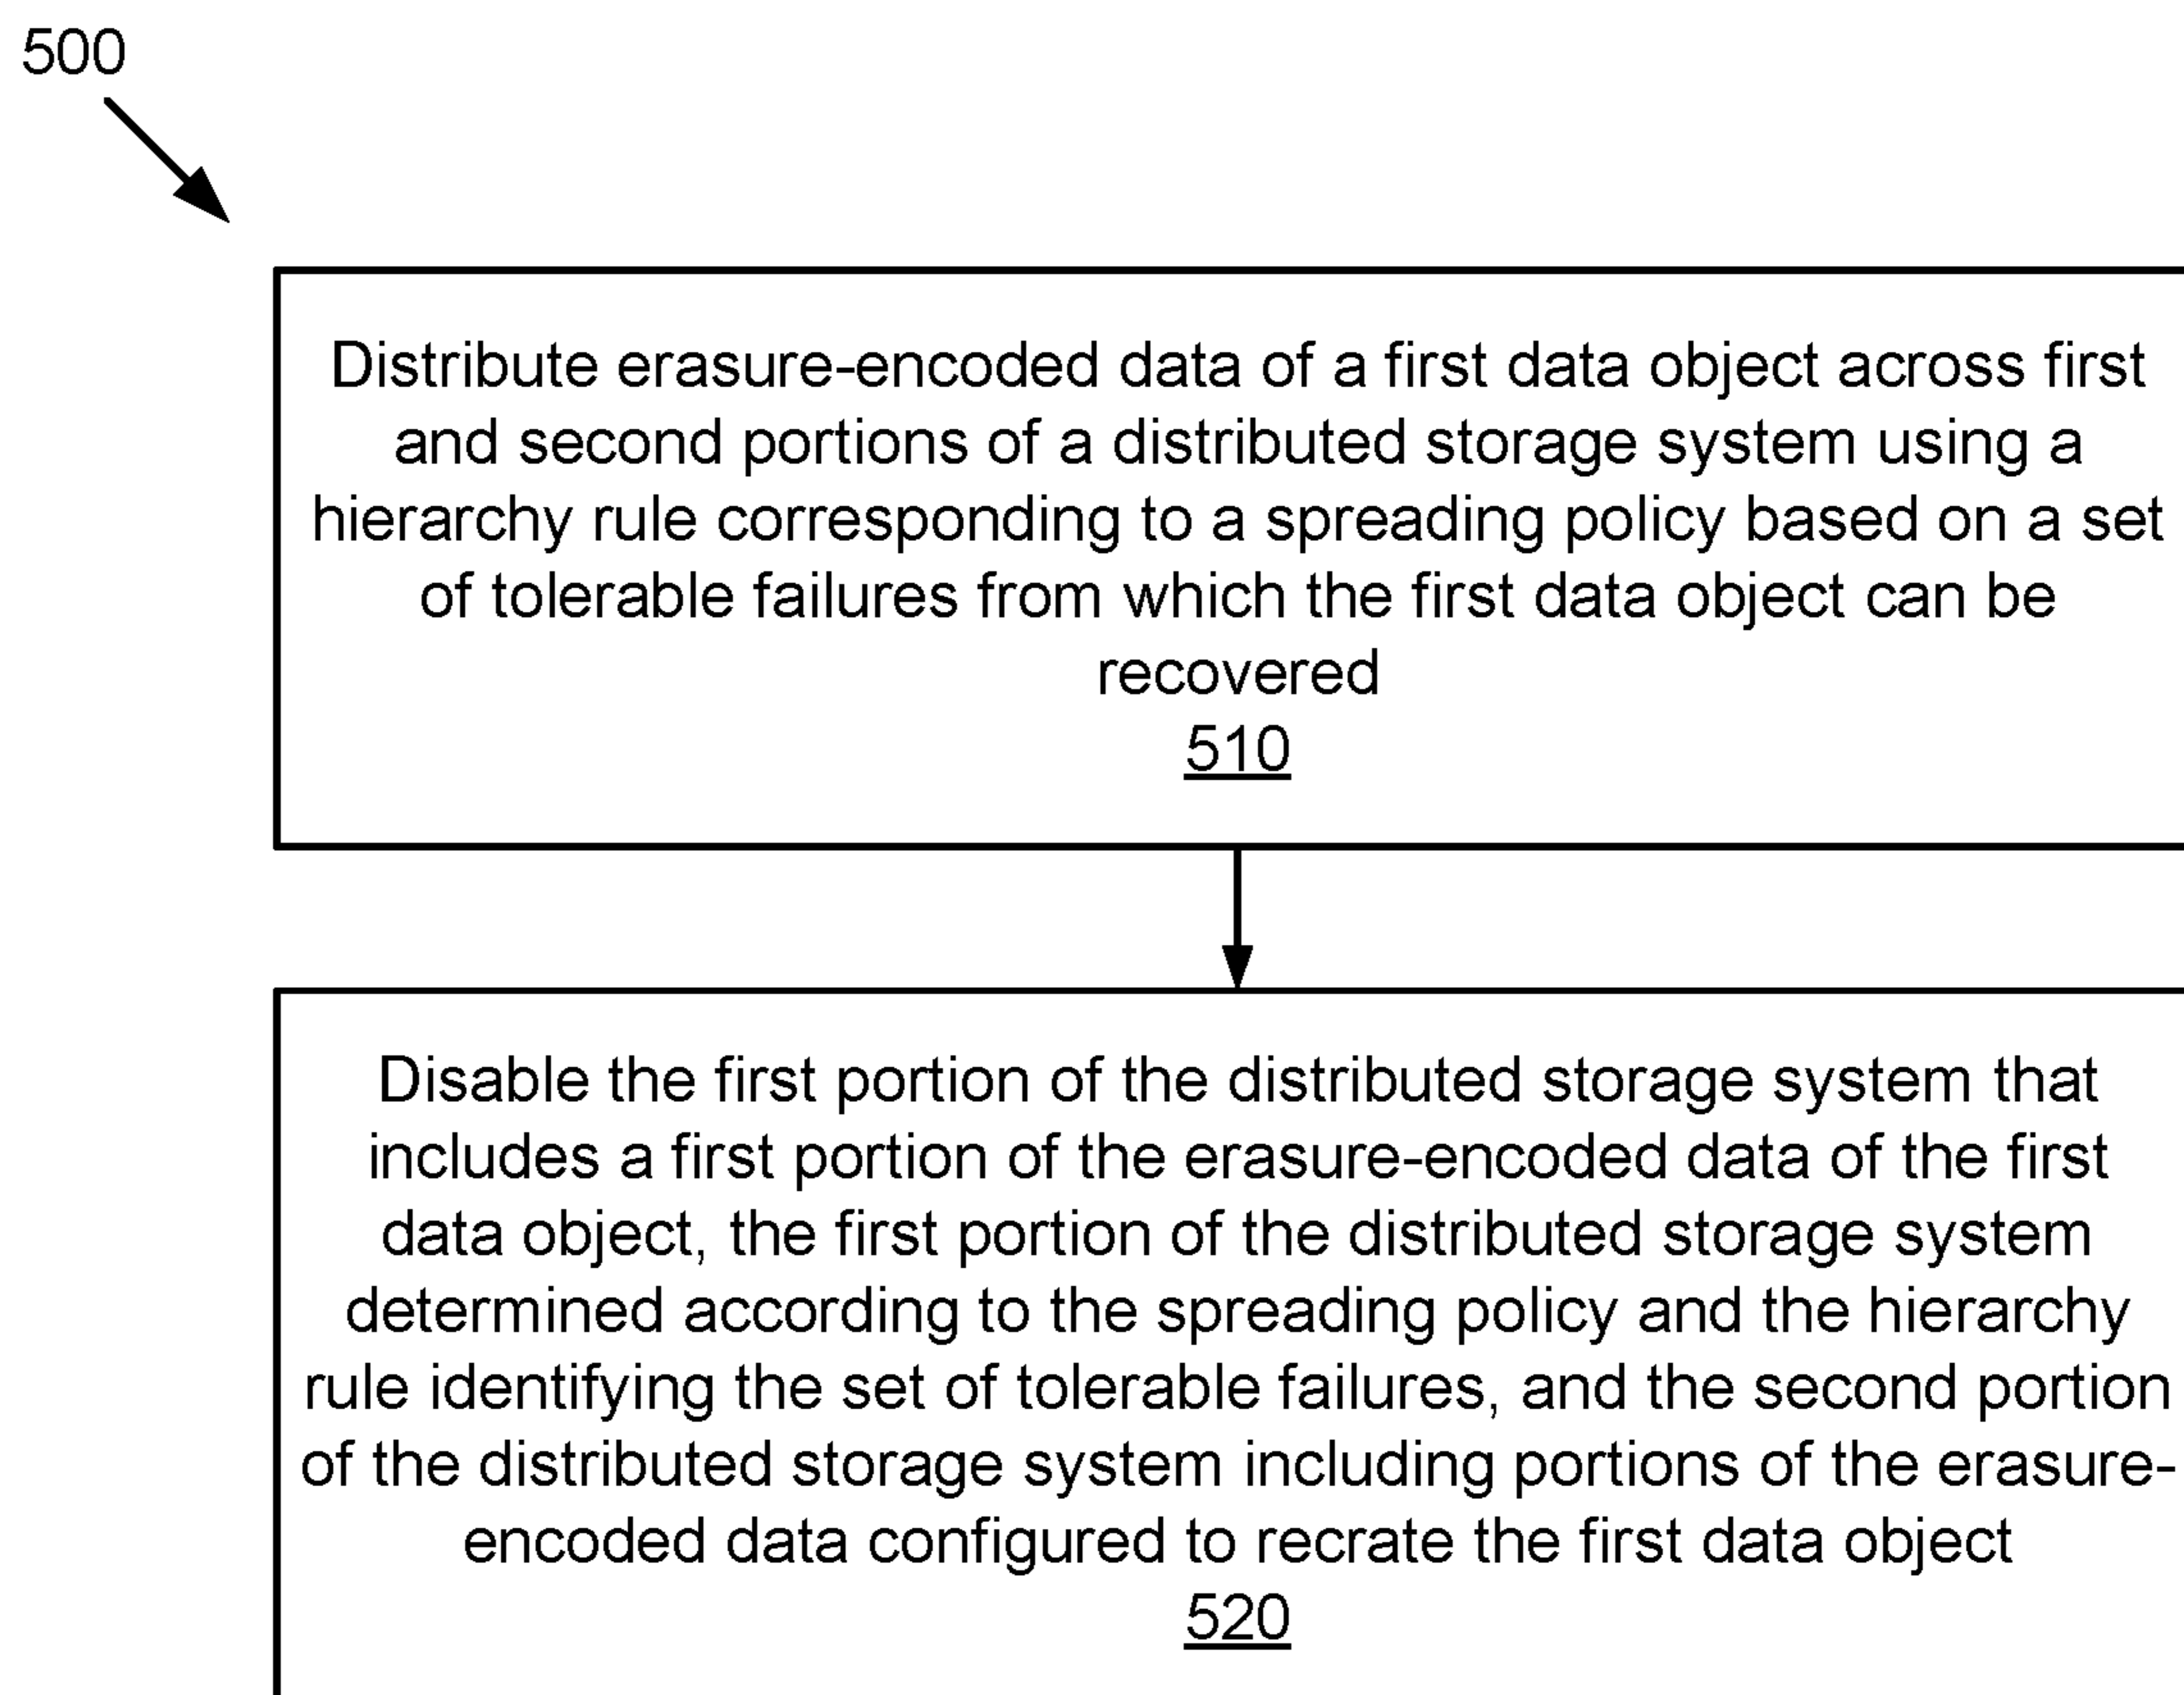 500
Distribute erasure-encoded data of a first data object across first
and second portions of a distributed storage system using a
hierarchy rule corresponding to a spreading policy based on a set
of tolerable failures from which the first data object can be
recovered
510
Disable the first portion of the distributed storage system that
includes a first portion of the erasure-encoded data of the first
data object, the first portion of the distributed storage system
determined according to the spreading policy and the hierarchy
rule identifying the set of tolerable failures, and the second portion
of the distributed storage system including portions of the erasure-
encoded data configured to recrate the first data object
520